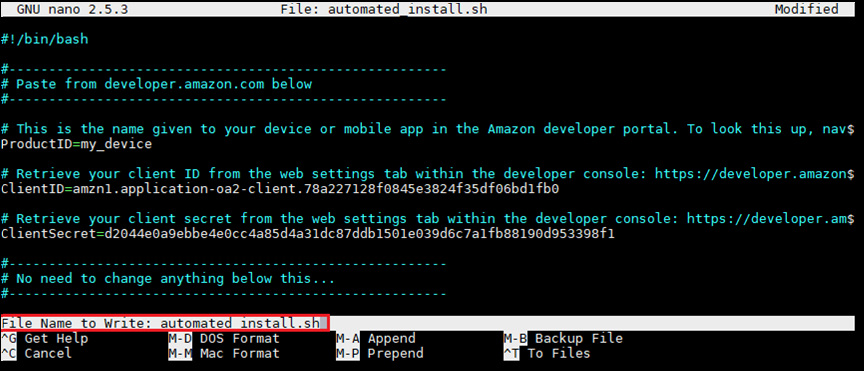 GNU nano 2.5.3 File: automated_install.sh Modified
#!/bin/bash
#-------------------------------------------------------
# Paste from developer.amazon.com below
#-------------------------------------------------------
# This is the name given to your device or mobile app in the Amazon developer portal. To look this up, nav$
ProductID=my_device
# Retrieve your client ID from the web settings tab within the developer console: https://developer.amazon$
ClientID=amzn1.application-oa2-client.78a227128f0845e3824f35df06bd1fb0
# Retrieve your client secret from the web settings tab within the developer console: https://developer.am$
ClientSecret=d2044e0a9ebbe4e0cc4a85d4a31dc87ddb1501e039d6c7a1fb88190d953398f1
#-------------------------------------------------------
# No need to change anything below this...
#-------------------------------------------------------
File Name to Write: automated_install.sh
^G Get Help M-D DOS Format M-A Append M-B Backup File
^C Cancel M-M Mac Format M-P Prepend ^T To Files